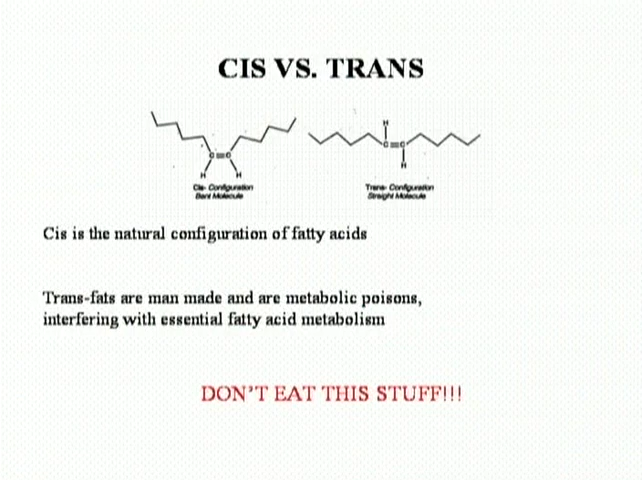 CIS VS. TRANS
H
C=C
C=C
H H
H
Cis- Configuration
Bent Molecule
Trans- Configuration
Straight Molecule
Cis is the natural configuration of fatty acids
Trans-fats are man made and are metabolic poisons,
interfering with essential fatty acid metabolism
DON'T EAT THIS STUFF!!!